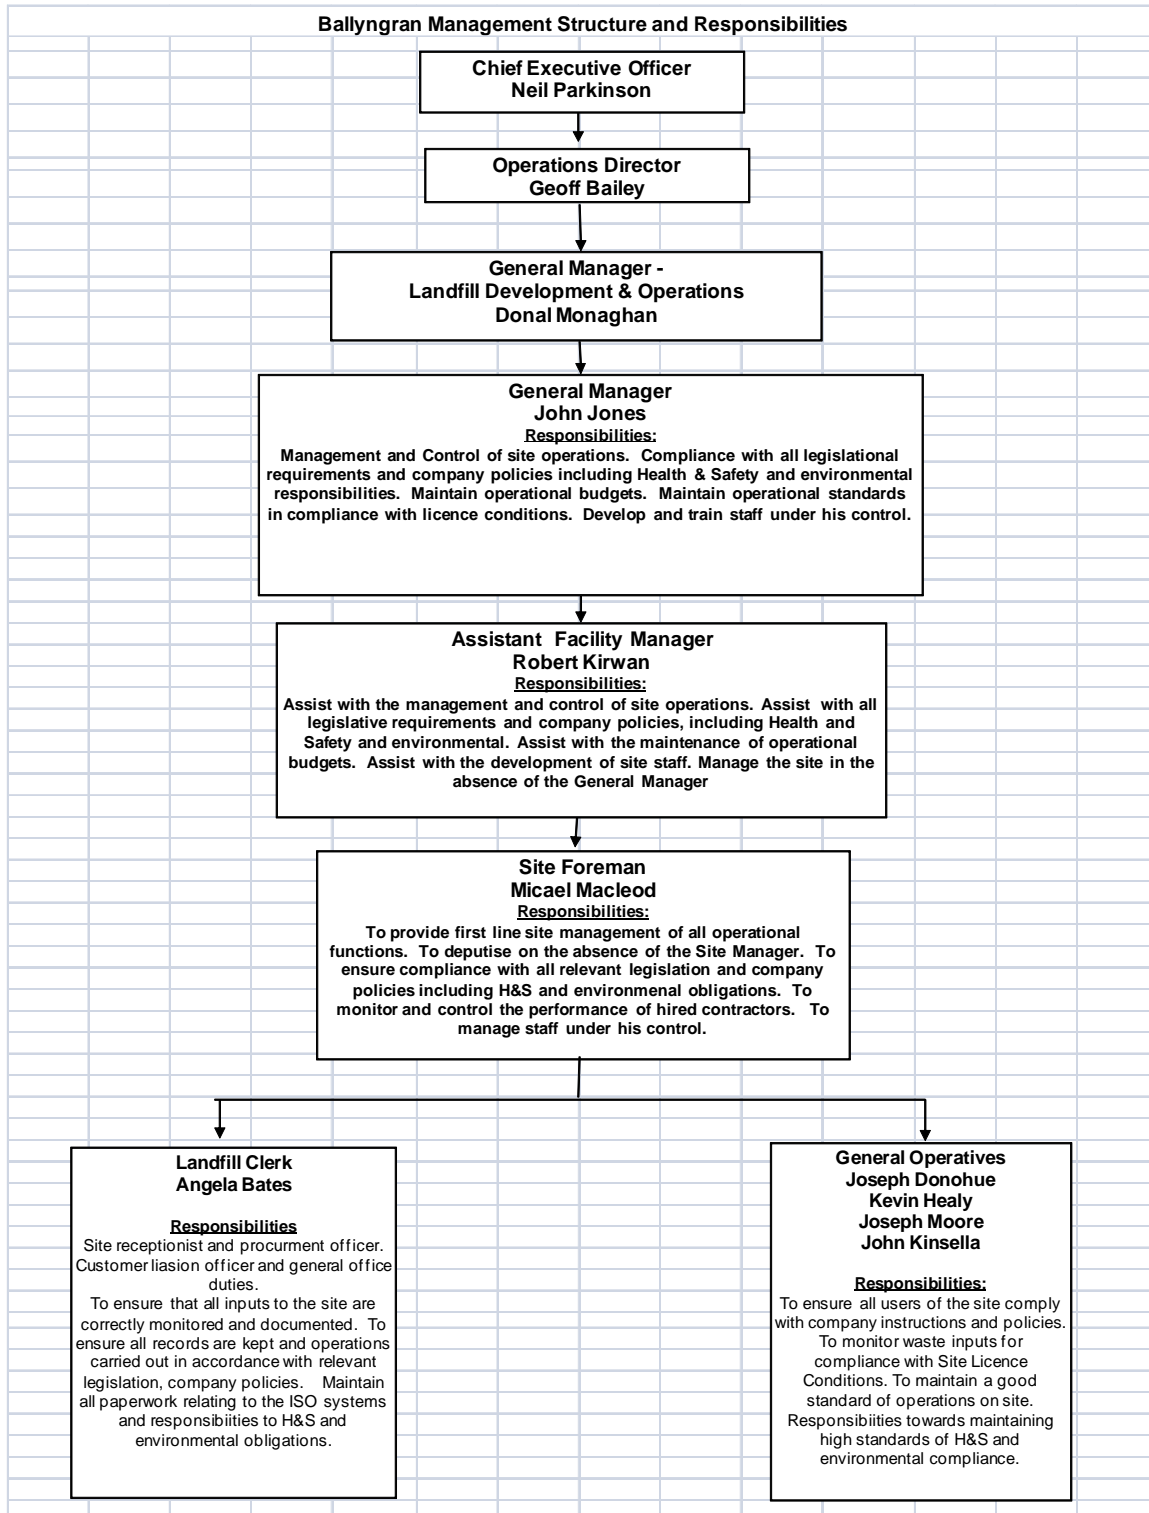 Ballyngran Management Structure and Responsibilities
Chief Executive Officer
Neil Parkinson
Operations Director
Geoff Bailey
General Manager -
Landfill Development & Operations
Donal Monaghan
General Manager
John Jones
Responsibilities:
Management and Control of site operations. Compliance with all legislational
requirements and company policies including Health & Safety and environmental
responsibilities. Maintain operational budgets. Maintain operational standards
in compliance with licence conditions. Develop and train staff under his control.
Assistant Facility Manager
Robert Kirwan
Responsibilities:
Assist with the management and control of site operations. Assist with all
legislative requirements and company policies, including Health and
Safety and environmental. Assist with the maintenance of operational
budgets. Assist with the development of site staff. Manage the site in the
absence of the General Manager
Site Foreman
Micael Macleod
Responsibilities:
To provide first line site management of all operational
functions. To deputise on the absence of the Site Manager. To
ensure compliance with all relevant legislation and company
policies including H&S and environmenal obligations. To
monitor and control the performance of hired contractors. To
manage staff under his control.
Landfill Clerk
Angela Bates
Responsibilities
Site receptionist and procurment officer.
Customer liasion officer and general office
duties.
To ensure that all inputs to the site are
correctly monitored and documented. To
ensure all records are kept and operations
carried out in accordance with relevant
legislation, company policies. Maintain
all paperwork relating to the ISO systems
and responsibiities to H&S and
environmental obligations.
General Operatives
Joseph Donohue
Kevin Healy
Joseph Moore
John Kinsella
Responsibilities:
To ensure all users of the site comply
with company instructions and policies.
To monitor waste inputs for
compliance with Site Licence
Conditions. To maintain a good
standard of operations on site.
Responsibiities towards maintaining
high standards of H&S and
environmental compliance.